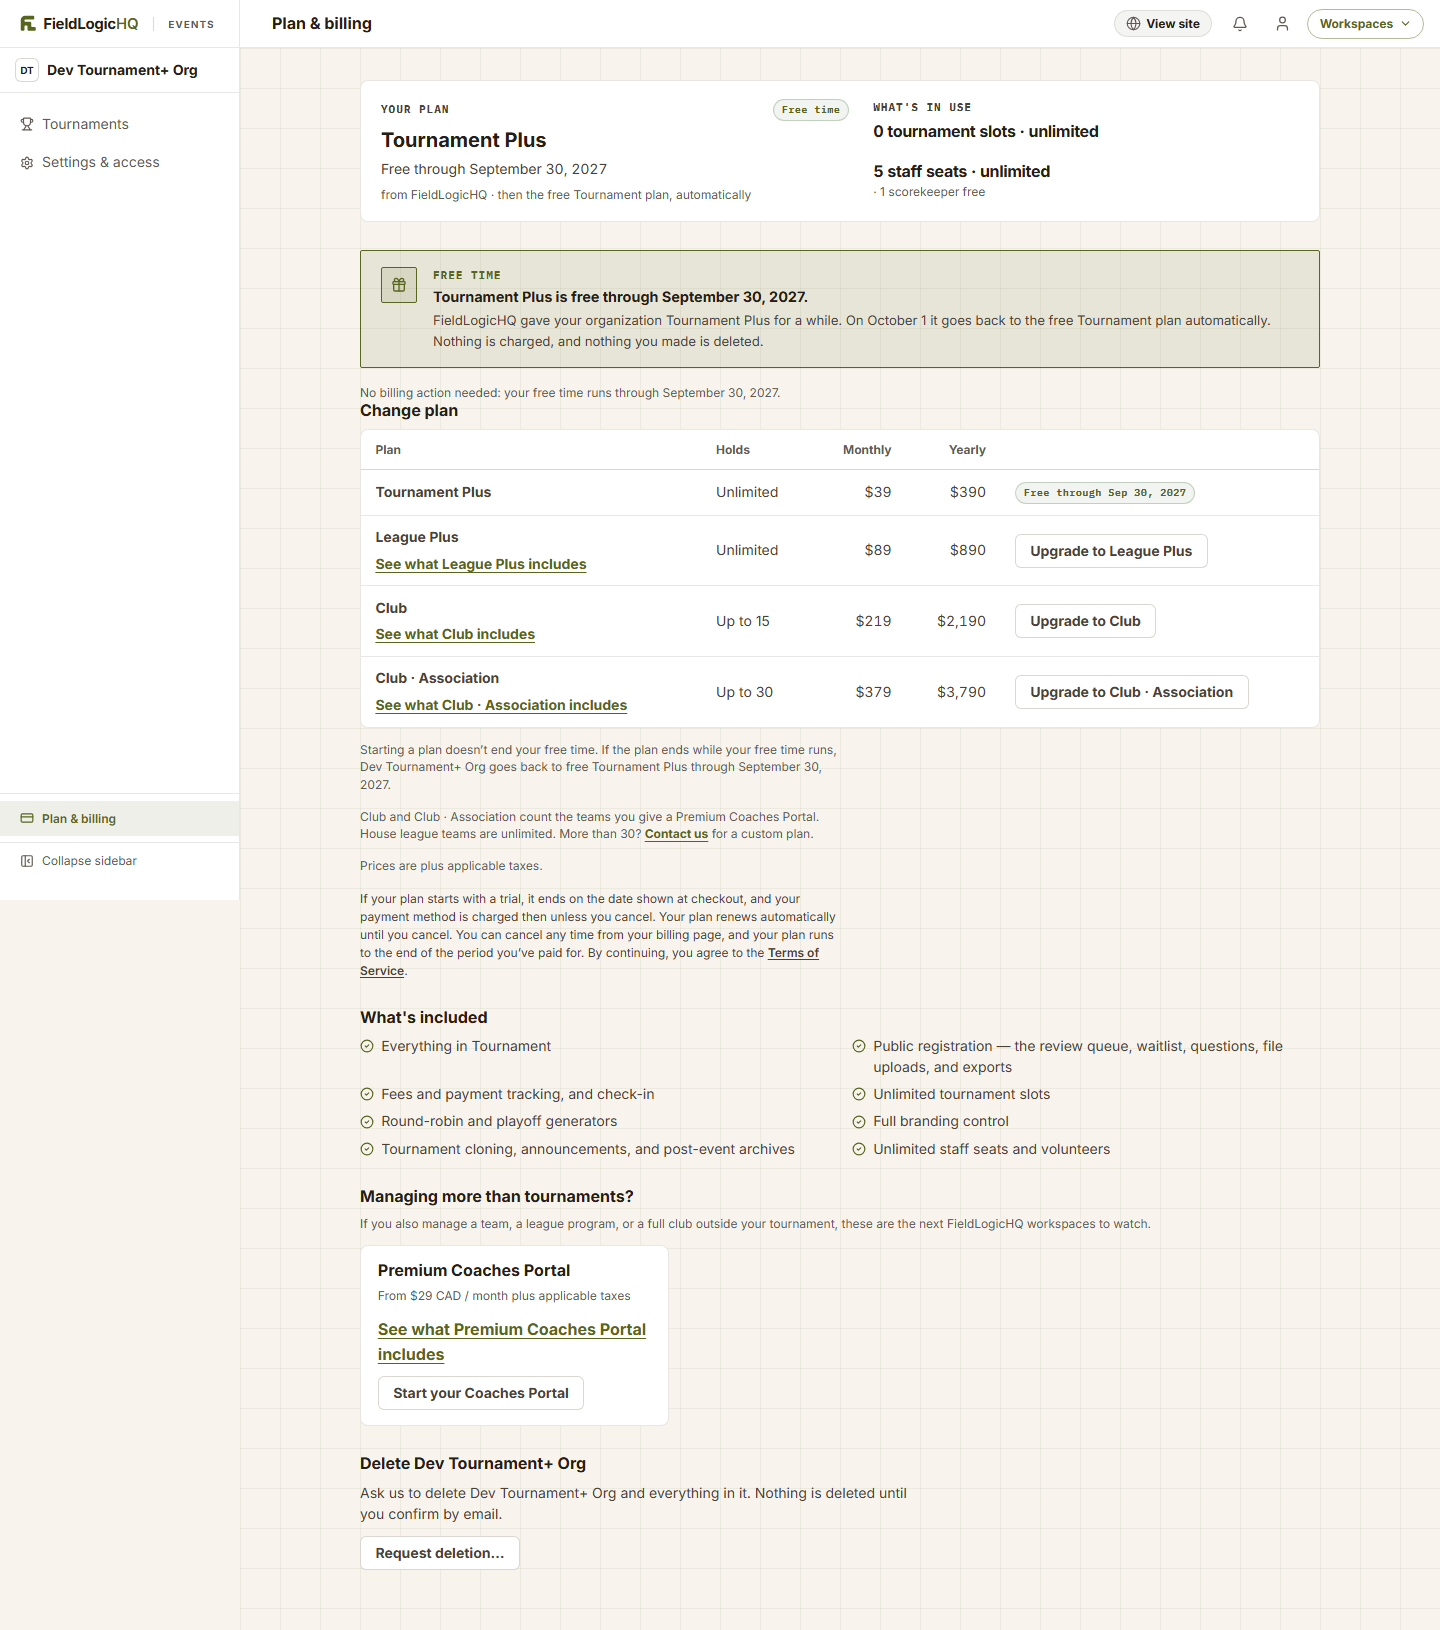 FieldLogicHQ EVENTS
Plan & billing
View site
Workspaces
DT Dev Tournament+ Org
Tournaments
Settings & access
Plan & billing
Collapse sidebar
YOUR PLAN
Free time
Tournament Plus
Free through September 30, 2027
from FieldLogicHQ · then the free Tournament plan, automatically
WHAT'S IN USE
0 tournament slots · unlimited
5 staff seats · unlimited
· 1 scorekeeper free
FREE TIME
Tournament Plus is free through September 30, 2027.
FieldLogicHQ gave your organization Tournament Plus for a while. On October 1 it goes back to the free Tournament plan automatically.
Nothing is charged, and nothing you made is deleted.
No billing action needed: your free time runs through September 30, 2027.
Change plan
Plan Holds Monthly Yearly
Tournament Plus Unlimited $39 $390 Free through Sep 30, 2027
League Plus
See what League Plus includes
Unlimited $89 $890 Upgrade to League Plus
Club
See what Club includes
Up to 15 $219 $2,190 Upgrade to Club
Club · Association
See what Club · Association includes
Up to 30 $379 $3,790 Upgrade to Club · Association
Starting a plan doesn’t end your free time. If the plan ends while your free time runs,
Dev Tournament+ Org goes back to free Tournament Plus through September 30,
2027.
Club and Club · Association count the teams you give a Premium Coaches Portal.
House league teams are unlimited. More than 30? Contact us for a custom plan.
Prices are plus applicable taxes.
If your plan starts with a trial, it ends on the date shown at checkout, and your
payment method is charged then unless you cancel. Your plan renews automatically
until you cancel. You can cancel any time from your billing page, and your plan runs
to the end of the period you’ve paid for. By continuing, you agree to the Terms of
Service.
What's included
Everything in Tournament
Public registration — the review queue, waitlist, questions, file
uploads, and exports
Fees and payment tracking, and check-in
Unlimited tournament slots
Round-robin and playoff generators
Full branding control
Tournament cloning, announcements, and post-event archives
Unlimited staff seats and volunteers
Managing more than tournaments?
If you also manage a team, a league program, or a full club outside your tournament, these are the next FieldLogicHQ workspaces to watch.
Premium Coaches Portal
From $29 CAD / month plus applicable taxes
See what Premium Coaches Portal
includes
Start your Coaches Portal
Delete Dev Tournament+ Org
Ask us to delete Dev Tournament+ Org and everything in it. Nothing is deleted until
you confirm by email.
Request deletion...